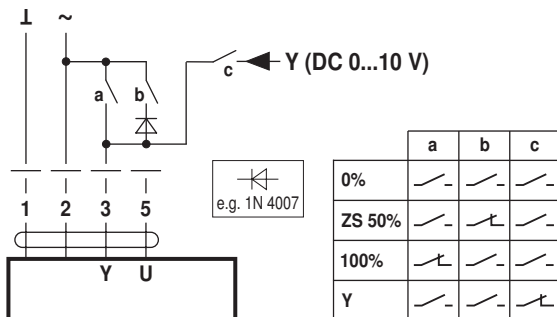 ⊥ ~
a b c Y (DC 0...10 V)
e.g. 1N 4007
1 2 3 5
Y U
a b c
0%
ZS 50%
100%
Y